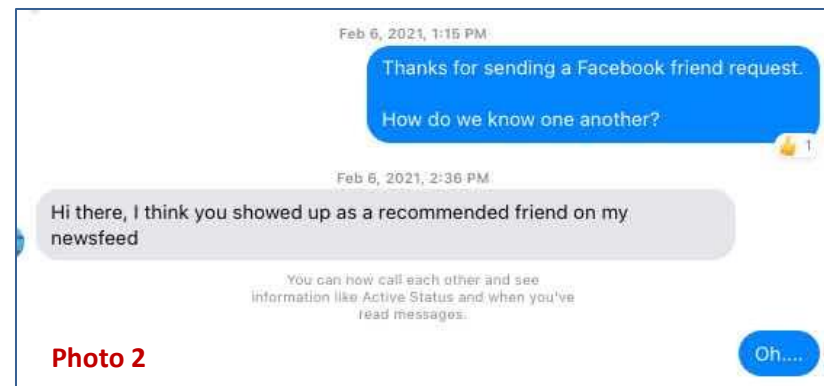 Feb 6, 2021, 1:15 PM
Thanks for sending a Facebook friend request.
How do we know one another?
👍 1
Feb 6, 2021, 2:36 PM
Hi there, I think you showed up as a recommended friend on my
newsfeed
You can now call each other and see
information like Active Status and when you've
read messages.
Oh....
Photo 2